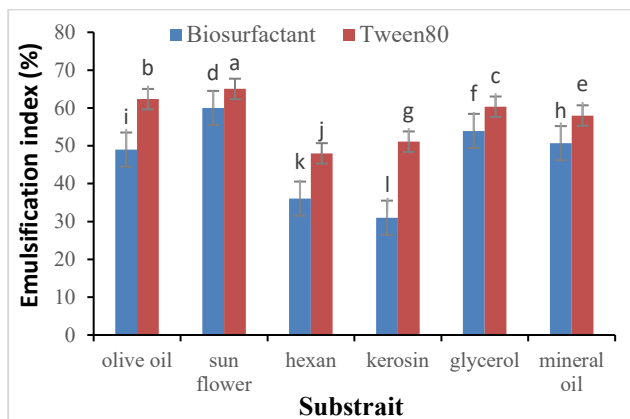 Biosurfactant Tween80
Emulsification index (%)
80
70
60
50
40
30
20
10
0
i b d a k j l g f c h e
olive oil sun flower hexan kerosin glycerol mineral oil
Substrait